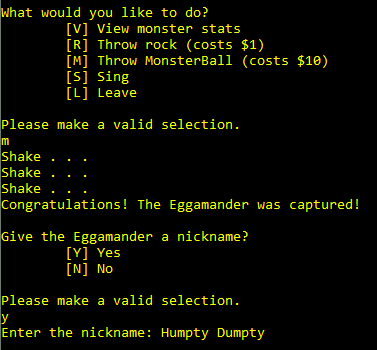 What would you like to do?
[V] View monster stats
[R] Throw rock (costs $1)
[M] Throw MonsterBall (costs $10)
[S] Sing
[L] Leave
Please make a valid selection.
m
Shake . . .
Shake . . .
Shake . . .
Congratulations! The Eggamander was captured!
Give the Eggamander a nickname?
[Y] Yes
[N] No
Please make a valid selection.
y
Enter the nickname: Humpty Dumpty